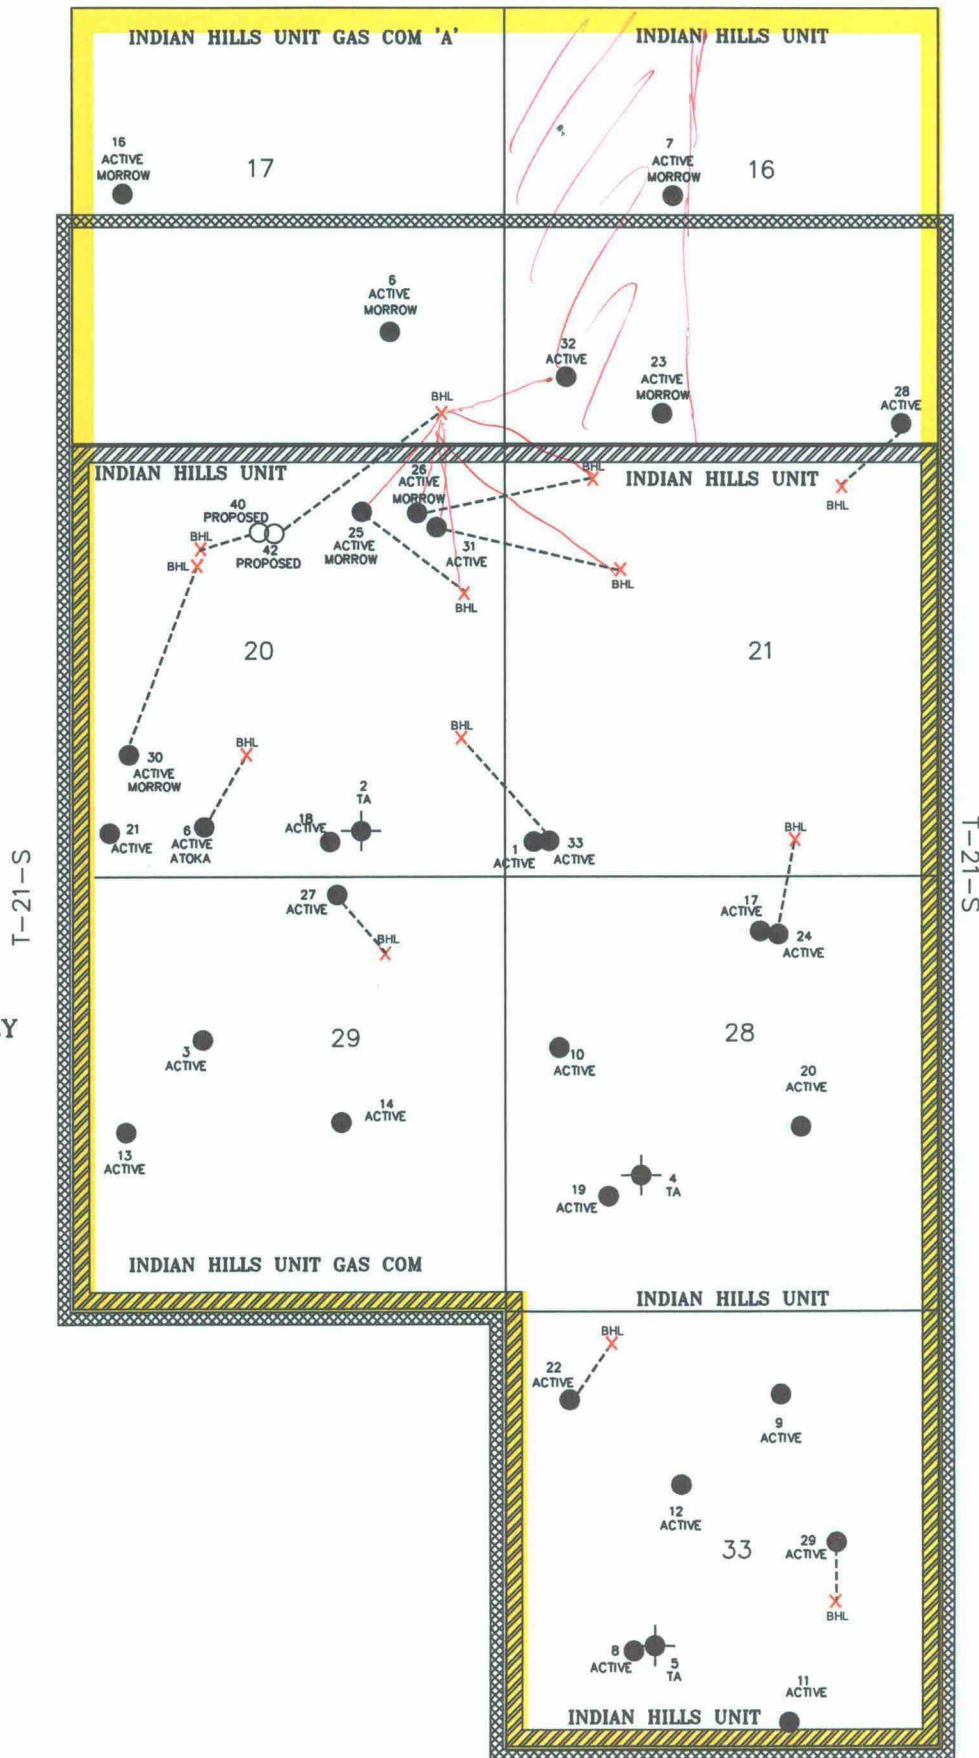 INDIAN HILLS UNIT GAS COM 'A'
INDIAN HILLS UNIT
16
ACTIVE
MORROW
17
7
ACTIVE
MORROW
16
6
ACTIVE
MORROW
32
ACTIVE
23
ACTIVE
MORROW
28
ACTIVE
BHL
INDIAN HILLS UNIT
26
ACTIVE
MORROW
BHL
INDIAN HILLS UNIT
BHL
40
PROPOSED
42
PROPOSED
BHL
BHL
25
ACTIVE
MORROW
31
ACTIVE
BHL
BHL
20
21
30
ACTIVE
MORROW
BHL
BHL
2
TA
21
ACTIVE
6
ACTIVE
ATOKA
18
ACTIVE
1
ACTIVE
33
ACTIVE
BHL
T-21-S
T-21-S
27
ACTIVE
BHL
17
ACTIVE
24
ACTIVE
Y
3
ACTIVE
29
10
ACTIVE
28
20
ACTIVE
13
ACTIVE
14
ACTIVE
19
ACTIVE
4
TA
INDIAN HILLS UNIT GAS COM
INDIAN HILLS UNIT
BHL
22
ACTIVE
9
ACTIVE
12
ACTIVE
33
29
ACTIVE
BHL
8
ACTIVE
5
TA
11
ACTIVE
INDIAN HILLS UNIT